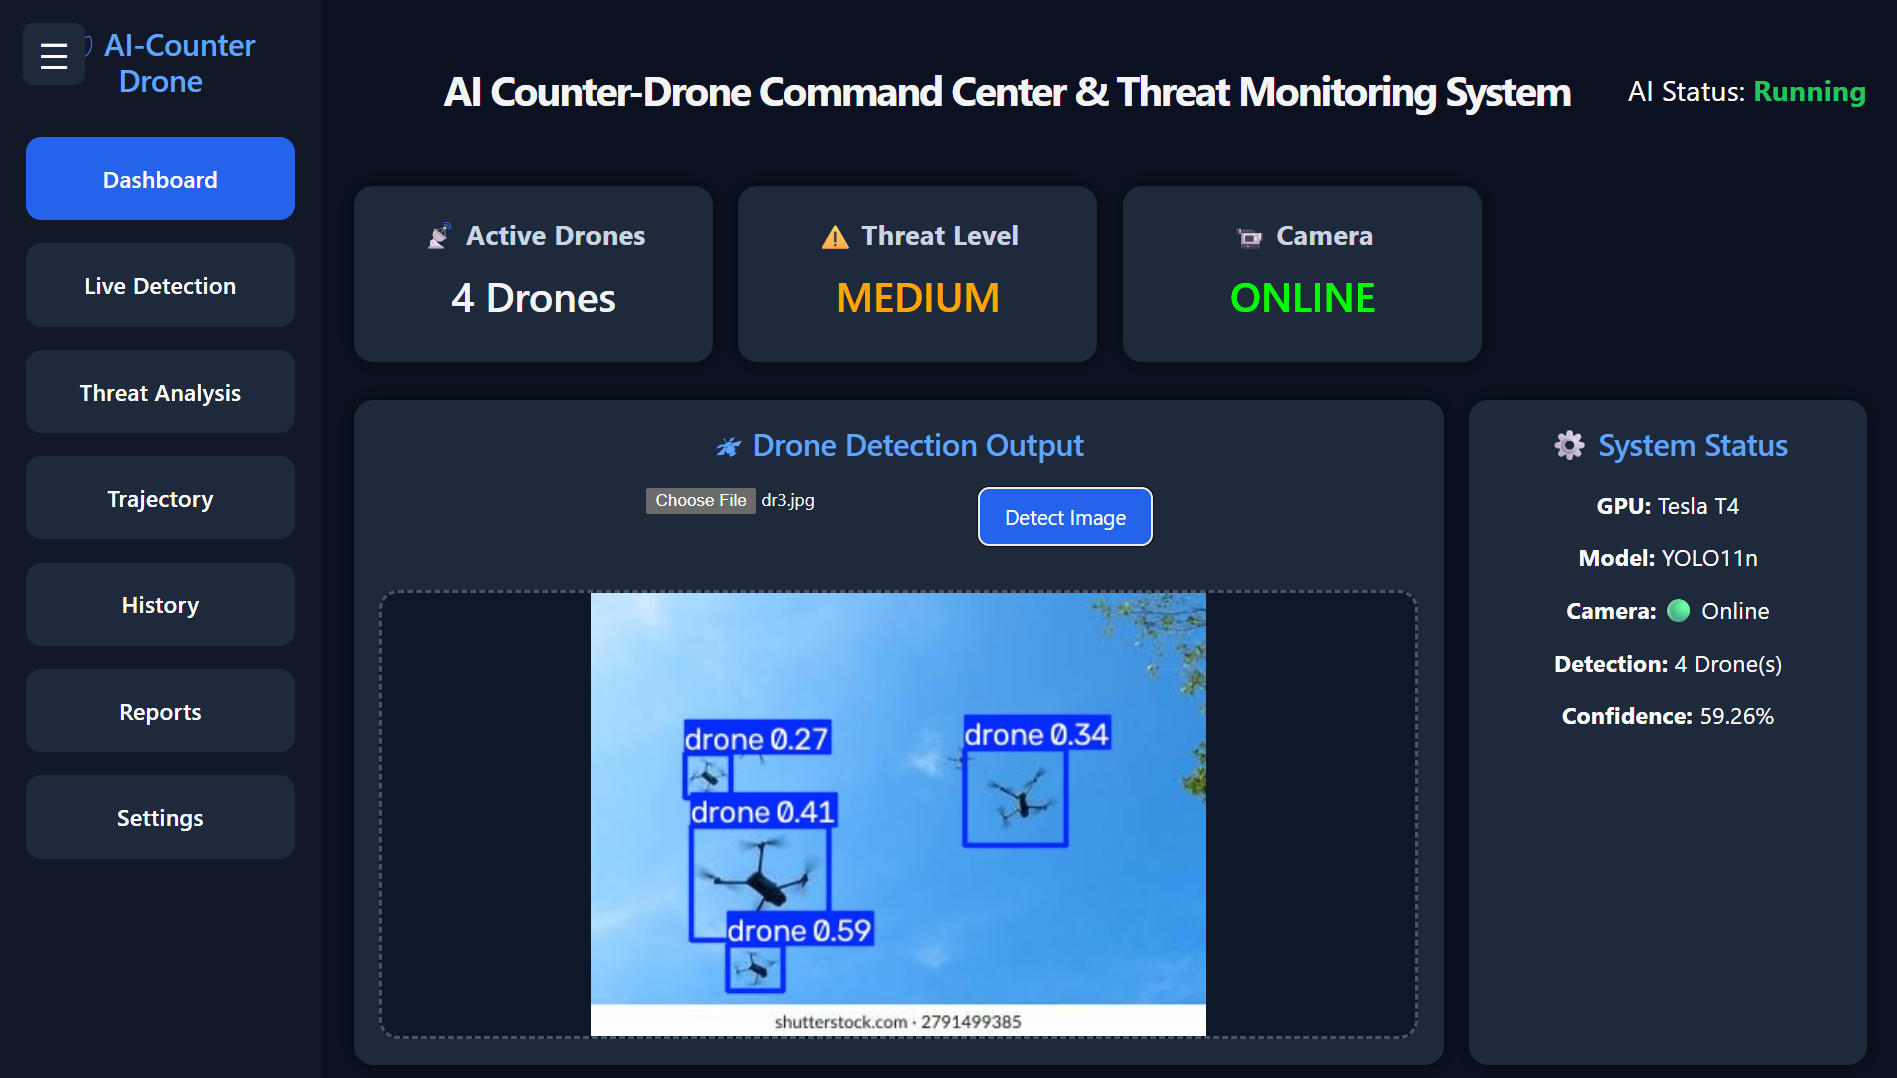 AI-Counter
Drone
Dashboard
Live Detection
Threat Analysis
Trajectory
History
Reports
Settings
AI Counter-Drone Command Center & Threat Monitoring System
AI Status: Running
Active Drones
4 Drones
Threat Level
MEDIUM
Camera
ONLINE
Drone Detection Output
Choose File dr3.jpg
Detect Image
drone 0.27
drone 0.34
drone 0.41
drone 0.59
shutterstock.com · 2791499385
System Status
GPU: Tesla T4
Model: YOLO11n
Camera: Online
Detection: 4 Drone(s)
Confidence: 59.26%